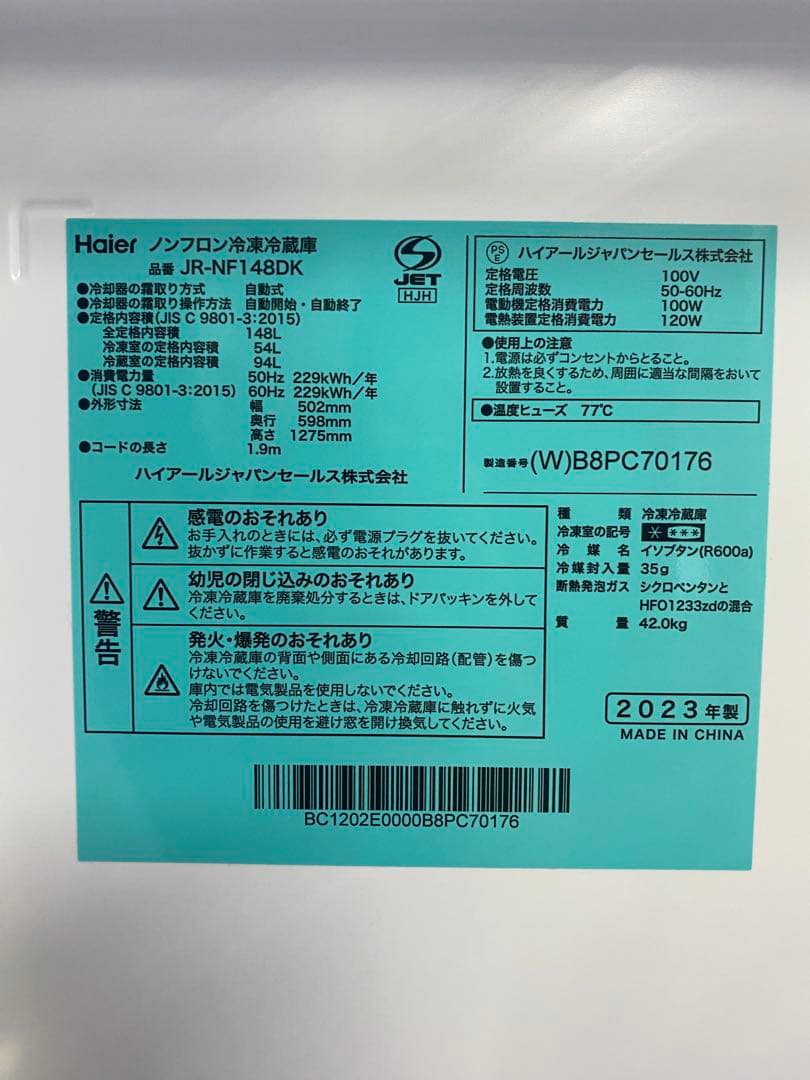 Haier ノンフロン冷凍冷蔵庫
品番 JR-NF148DK
●冷却器の霜取り方式 自動式
●冷却器の霜取り操作方法 自動開始・自動終了
●定格内容積(JIS C 9801-3:2015)
全定格内容積 148L
冷凍室の定格内容積 54L
冷蔵室の定格内容積 94L
●消費電力量 50Hz 229kWh/年
(JIS C 9801-3:2015) 60Hz 229kWh/年
●外形寸法 幅 502mm
奥行 598mm
高さ 1275mm
●コードの長さ 1.9m
ハイアールジャパンセールス株式会社
S
JET
HJH
PSE ハイアールジャパンセールス株式会社
定格電圧 100V
定格周波数 50-60Hz
電動機定格消費電力 100W
電熱装置定格消費電力 120W
●使用上の注意
1.電源は必ずコンセントからとること。
2.放熱を良くするため、周囲に適当な間隔をおいて
設置すること。
●温度ヒューズ 77℃
製造番号(W)B8PC70176
警告
感電のおそれあり
お手入れのときには、必ず電源プラグを抜いてください。
抜かずに作業すると感電のおそれがあります。
幼児の閉じ込みのおそれあり
冷凍冷蔵庫を廃棄処分するときは、ドアパッキンを外して
ください。
発火・爆発のおそれあり
冷凍冷蔵庫の背面や側面にある冷却回路(配管)を傷つ
けないでください。
庫内では電気製品を使用しないでください。
冷却回路を傷つけたときは、冷凍冷蔵庫に触れずに火気
や電気製品の使用を避け窓を開け換気してください。
種類 冷凍冷蔵庫
冷凍室の記号 * ***
冷媒名 イソブタン(R600a)
冷媒封入量 35g
断熱発泡ガス シクロペンタンと
HFO1233zdの混合
質量 42.0kg
2023年製
MADE IN CHINA
BC1202E0000B8PC70176